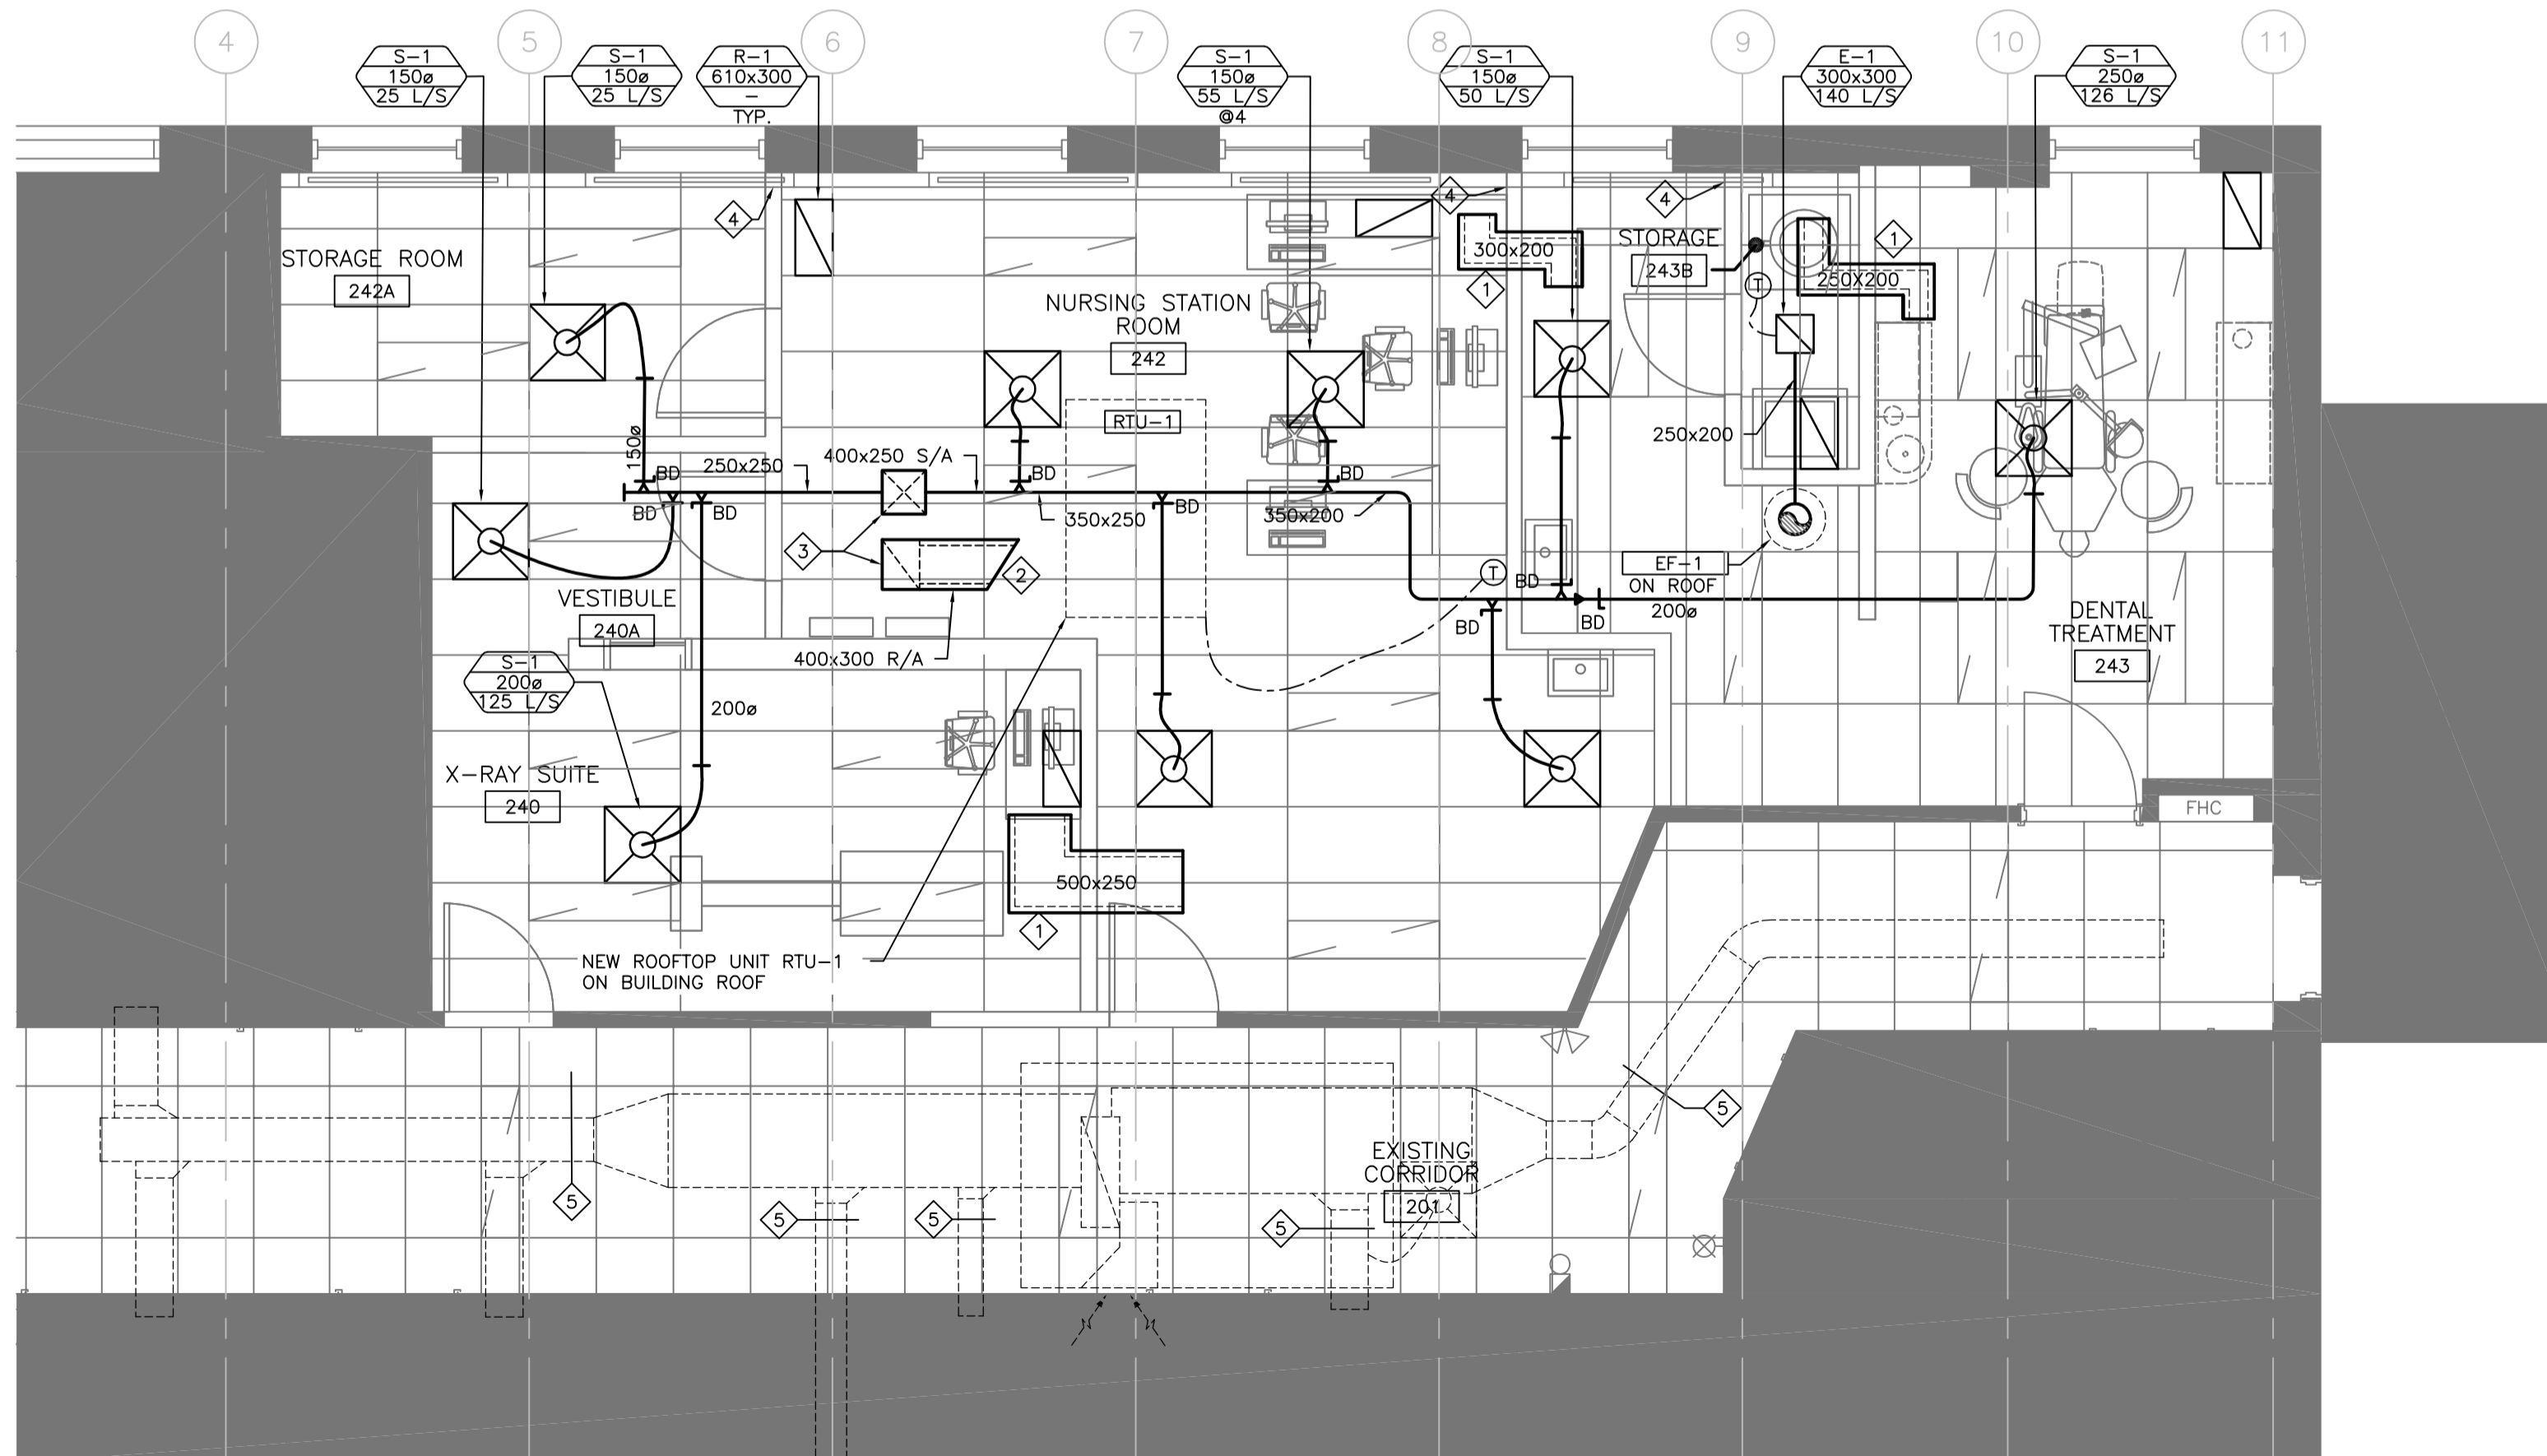 4
5
6
7
8
9
10
11
S-1
150ø
25 L/S
S-1
150ø
25 L/S
R-1
610x300
-
TYP.
S-1
150ø
55 L/S
@4
S-1
150ø
50 L/S
E-1
300x300
140 L/S
S-1
250ø
126 L/S
4
4
4
STORAGE ROOM
242A
NURSING STATION
ROOM
242
300x200
1
STORAGE
243B
T
1
250X200
RTU-1
150ø
BD
250x250
400x250 S/A
BD
BD
250x200
BD
BD
350x250
BD
350x200
3
2
T
BD
EF-1
ON ROOF
VESTIBULE
240A
BD
BD
200ø
DENTAL
TREATMENT
243
400x300 R/A
S-1
200ø
125 L/S
200ø
X-RAY SUITE
240
FHC
500x250
1
NEW ROOFTOP UNIT RTU-1
ON BUILDING ROOF
5
EXISTING
CORRIDOR
201
5
5
5
5